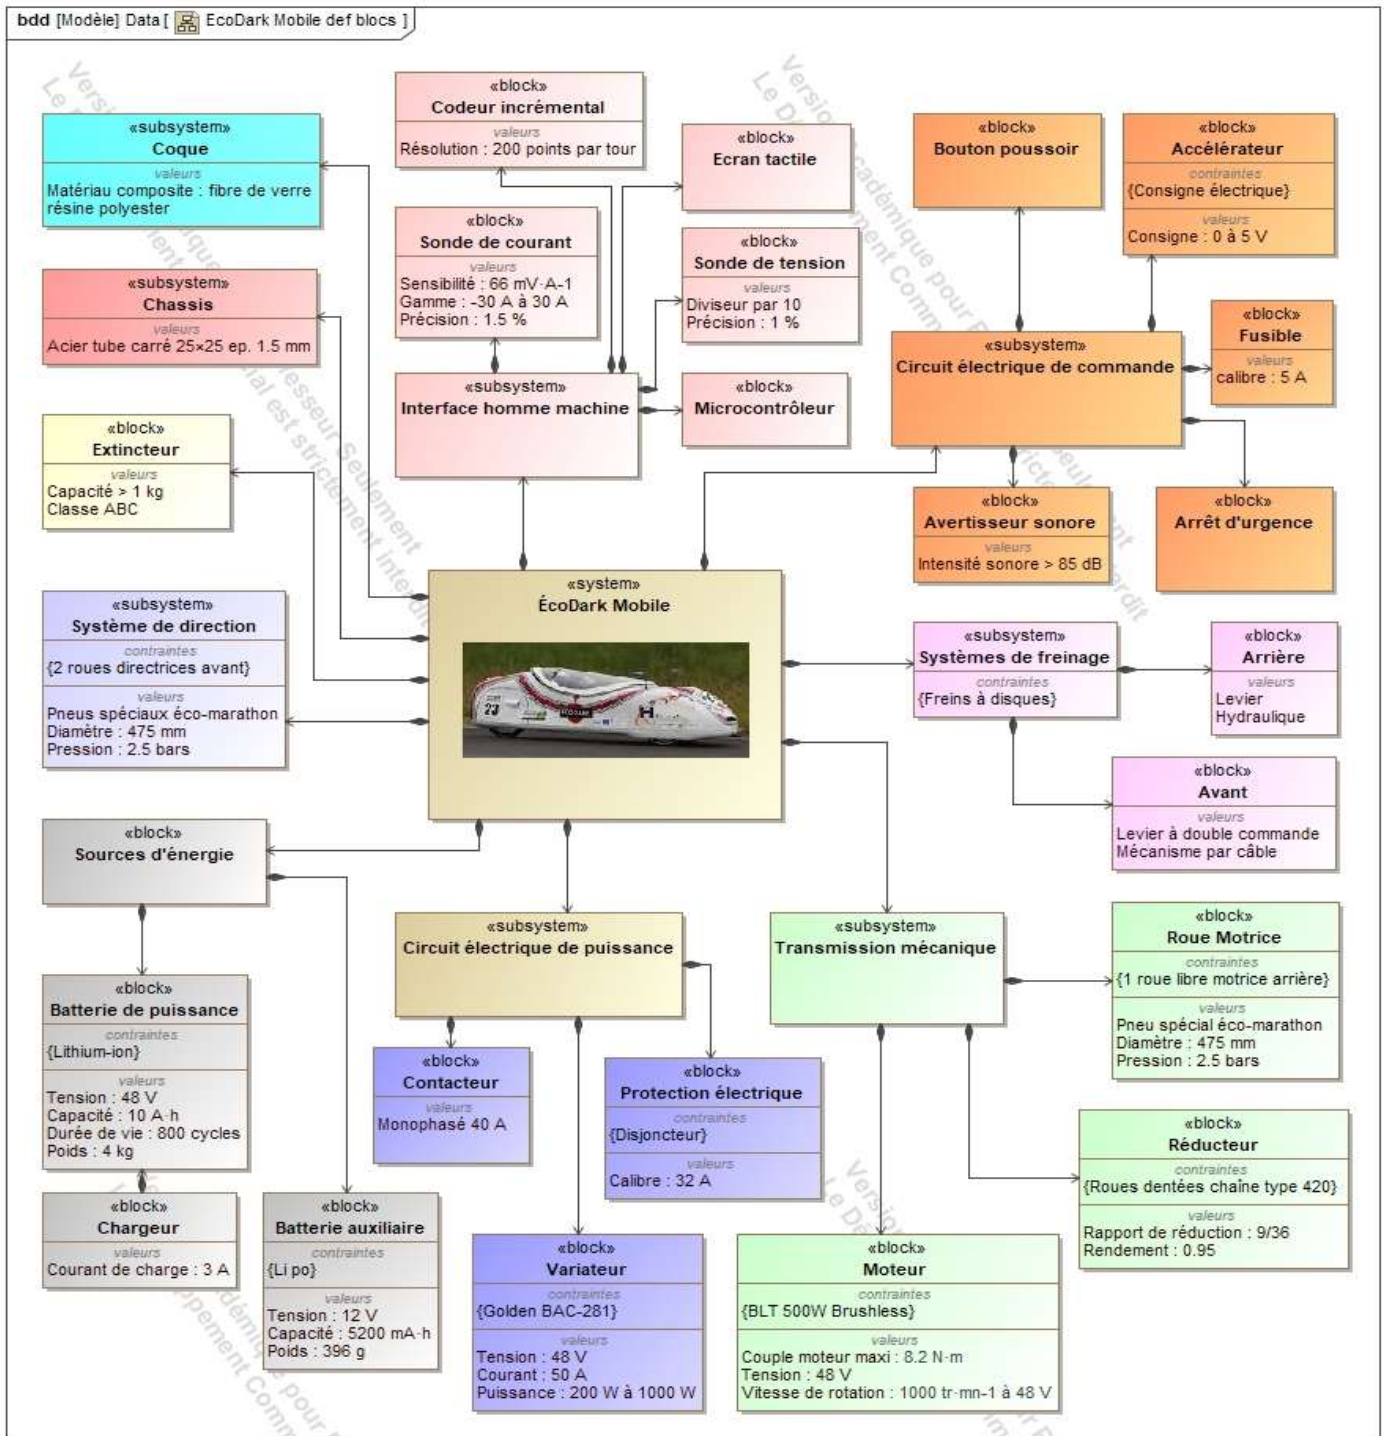 bdd [Modèle] Data [ EcoDark Mobile def blocs ]
«block»
Codeur incrémental
valeurs
Résolution : 200 points par tour
«subsystem»
Coque
valeurs
Matériau composite : fibre de verre
résine polyester
«block»
Ecran tactile
«block»
Bouton poussoir
«block»
Accélérateur
contraintes
{Consigne électrique}
valeurs
Consigne : 0 à 5 V
«block»
Sonde de courant
valeurs
Sensibilité : 66 mV·A-1
Gamme : -30 A à 30 A
Précision : 1.5 %
«block»
Sonde de tension
valeurs
Diviseur par 10
Précision : 1 %
«subsystem»
Chassis
valeurs
Acier tube carré 25×25 ep. 1.5 mm
«block»
Fusible
valeurs
calibre : 5 A
«subsystem»
Circuit électrique de commande
«subsystem»
Interface homme machine
«block»
Microcontrôleur
«block»
Extincteur
valeurs
Capacité > 1 kg
Classe ABC
«block»
Avertisseur sonore
valeurs
Intensité sonore > 85 dB
«block»
Arrêt d'urgence
«system»
ÉcoDark Mobile
23
ECODARK
H
«subsystem»
Système de direction
contraintes
{2 roues directrices avant}
valeurs
Pneus spéciaux éco-marathon
Diamètre : 475 mm
Pression : 2.5 bars
«subsystem»
Systèmes de freinage
contraintes
{Freins à disques}
«block»
Arrière
valeurs
Levier
Hydraulique
«block»
Avant
valeurs
Levier à double commande
Mécanisme par câble
«block»
Sources d'énergie
«subsystem»
Circuit électrique de puissance
«subsystem»
Transmission mécanique
«block»
Roue Motrice
contraintes
{1 roue libre motrice arrière}
valeurs
Pneu spécial éco-marathon
Diamètre : 475 mm
Pression : 2.5 bars
«block»
Batterie de puissance
contraintes
{Lithium-ion}
valeurs
Tension : 48 V
Capacité : 10 A·h
Durée de vie : 800 cycles
Poids : 4 kg
«block»
Contacteur
valeurs
Monophasé 40 A
«block»
Protection électrique
contraintes
{Disjoncteur}
valeurs
Calibre : 32 A
«block»
Réducteur
contraintes
{Roues dentées chaîne type 420}
valeurs
Rapport de réduction : 9/36
Rendement : 0.95
«block»
Chargeur
valeurs
Courant de charge : 3 A
«block»
Batterie auxiliaire
contraintes
{Li po}
valeurs
Tension : 12 V
Capacité : 5200 mA·h
Poids : 396 g
«block»
Variateur
contraintes
{Golden BAC-281}
valeurs
Tension : 48 V
Courant : 50 A
Puissance : 200 W à 1000 W
«block»
Moteur
contraintes
{BLT 500W Brushless}
valeurs
Couple moteur maxi : 8.2 N·m
Tension : 48 V
Vitesse de rotation : 1000 tr·mn-1 à 48 V